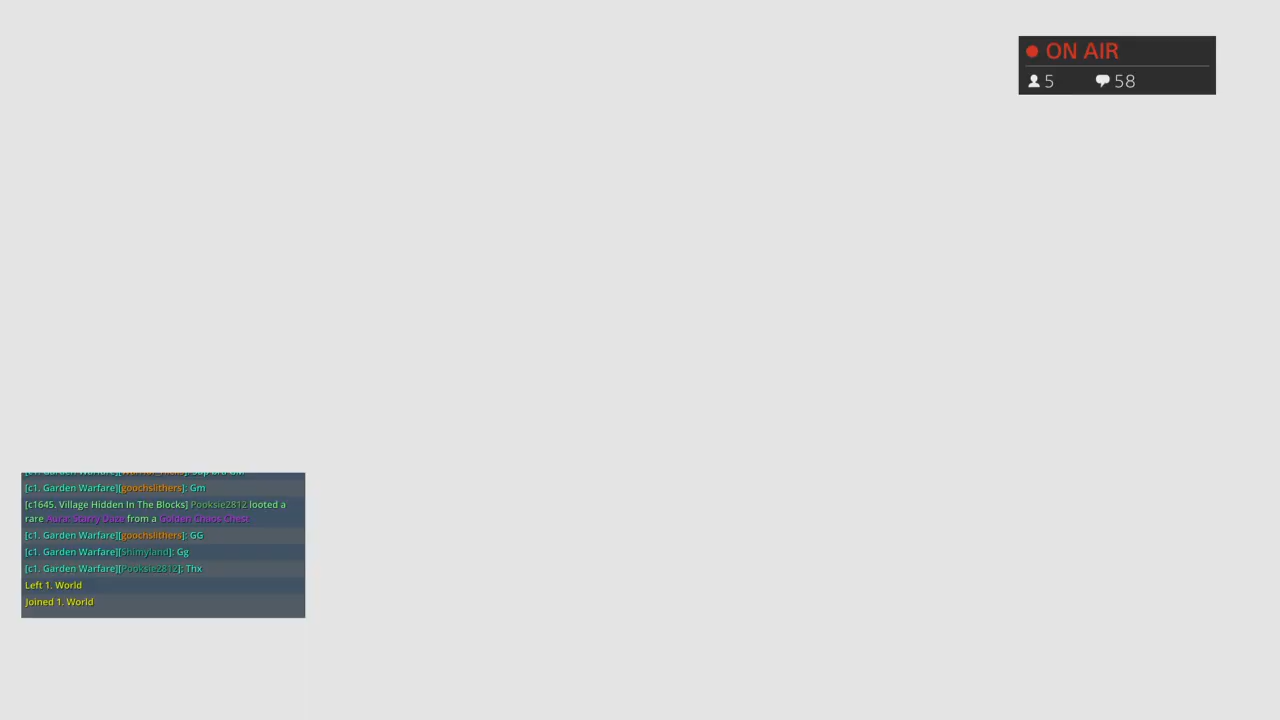 ON AIR
5 58
[c1. Garden Warfare][goochslithers]: Gm
[c1645. Village Hidden In The Blocks] Pooksie2812 looted a
rare Aura: Starry Daze from a Golden Chaos Chest.
[c1. Garden Warfare][goochslithers]: GG
[c1. Garden Warfare][Shimyland]: Gg
[c1. Garden Warfare][Pooksie2812]: Thx
Left 1. World
Joined 1. World